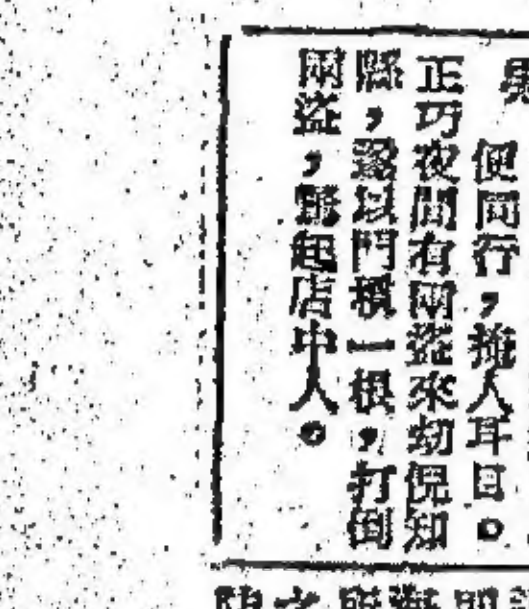 便同行，掩人耳目。
正巧夜間有兩盜來劫倪知
縣，以門槓一根，打倒
兩盜，驚起店中人。